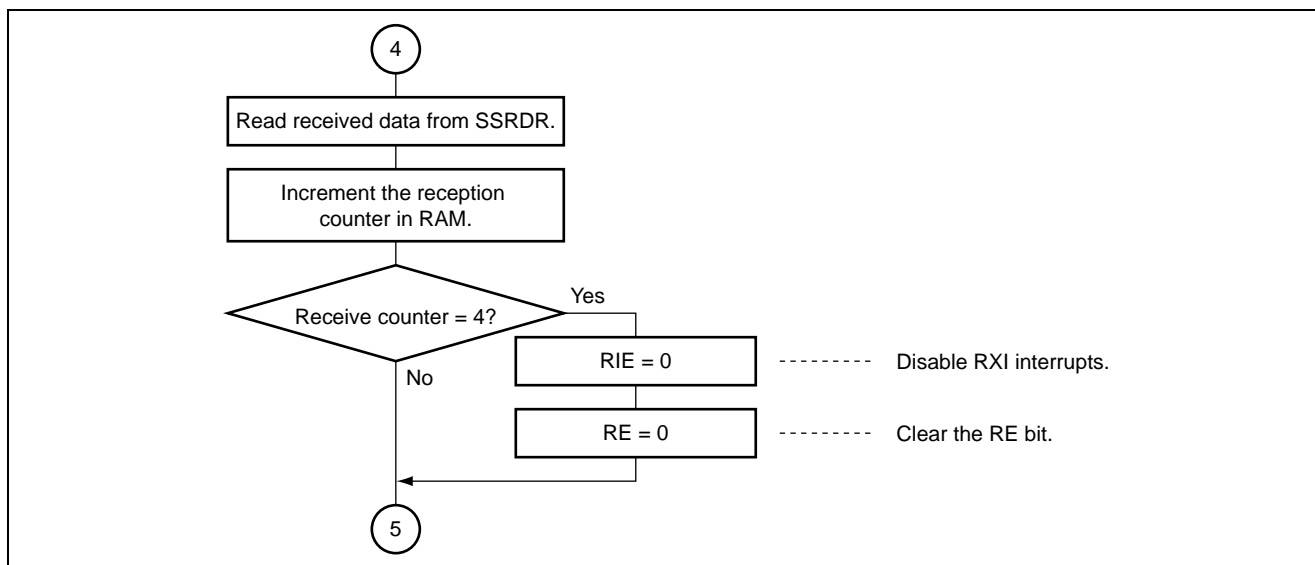 4
Read received data from SSRDR.
Increment the reception
counter in RAM.
Receive counter = 4?
Yes
No
RIE = 0
Disable RXI interrupts.
RE = 0
Clear the RE bit.
5